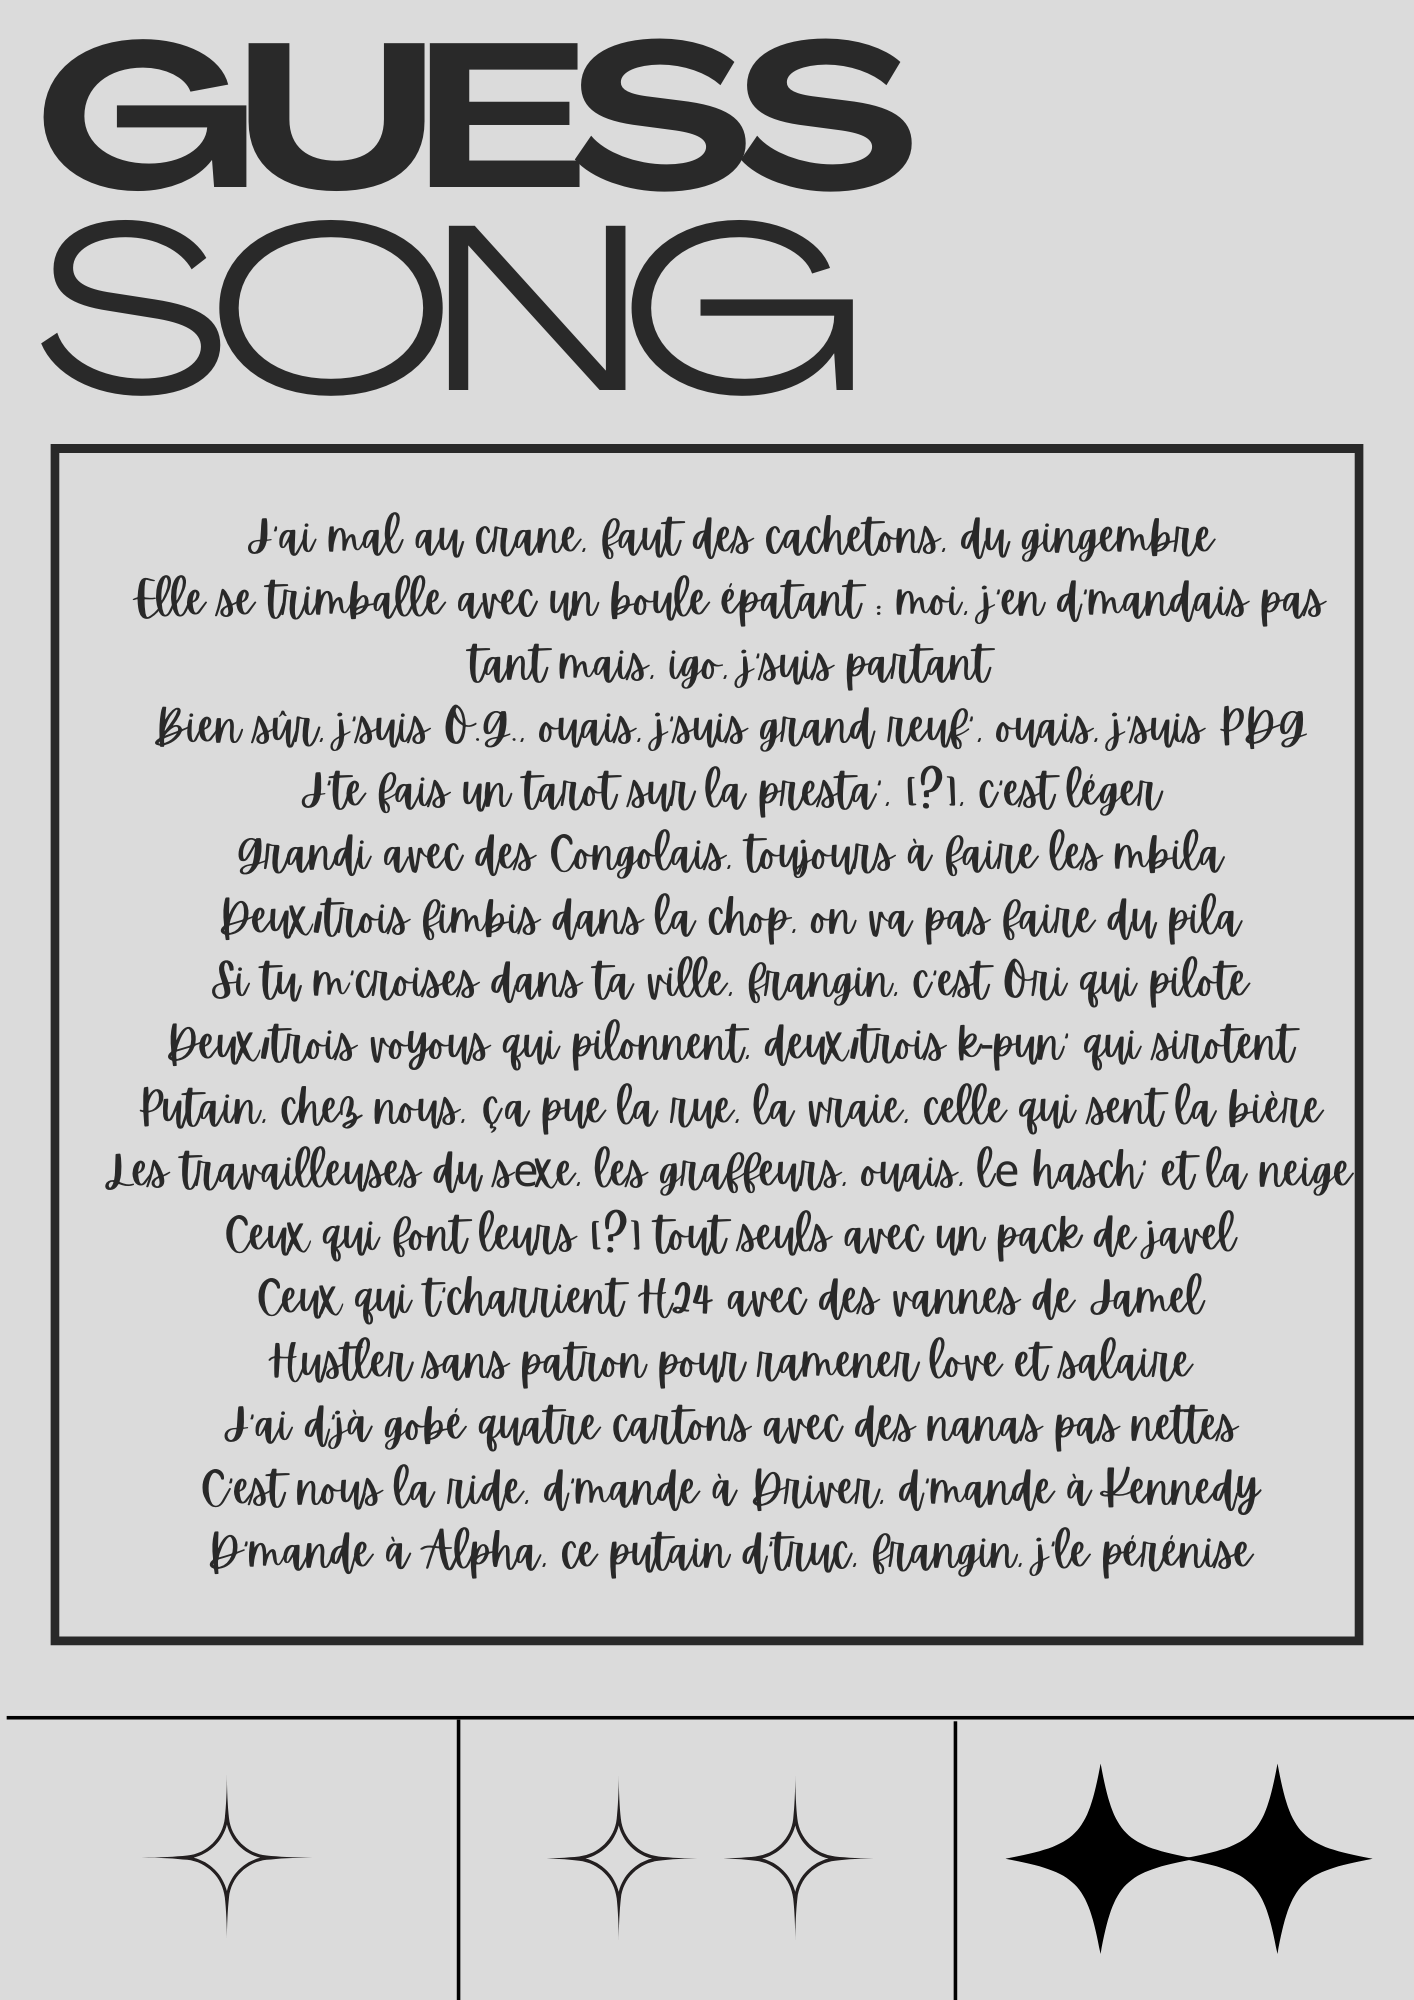 GUESS
SONG
J'ai mal au crane, faut des cachetons, du gingembre
Elle se trimballe avec un boule épatant : moi, j'en d'mandais pas
tant mais, igo, j'suis partant
Bien sûr, j'suis O.G., ouais, j'suis grand reuf', ouais, j'suis PDG
J'te fais un tarot sur la presta', [?], c'est léger
Grandi avec des Congolais, toujours à faire les mbila
Deux/trois fimbis dans la chop, on va pas faire du pila
Si tu m'croises dans ta ville, frangin, c'est Ori qui pilote
Deux/trois voyous qui pilonnent, deux/trois k-pun' qui sirotent
Putain, chez nous, ça pue la rue, la vraie, celle qui sent la bière
Les travailleuses du sexe, les graffeurs, ouais, le hasch' et la neige
Ceux qui font leurs [?] tout seuls avec un pack de javel
Ceux qui t'charrient H24 avec des vannes de Jamel
Hustler sans patron pour ramener love et salaire
J'ai d'jà gobé quatre cartons avec des nanas pas nettes
C'est nous la ride, d'mande à Driver, d'mande à Kennedy
D'mande à Alpha, ce putain d'truc, frangin, j'le pérénise